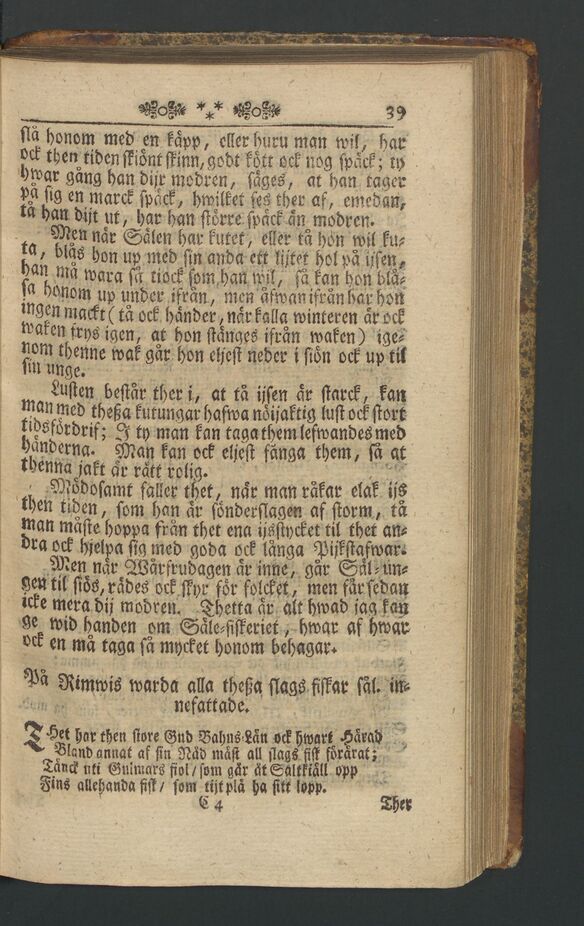 39
slå honom med en käpp, eller huru man wil, har
ock then tiden skiönt skinn, godt kött ock nog späck; ty
hwar gång han dijr modren, säges, at han tager
på sig en marck späck, hwilket ses ther af, emedan,
tå han dijt ut, har han större späck än modren.
Men när Sälen har kutet, eller tå hon wil ku-
ta, blås hon up med sin anda ett lijtet hol på ijsen,
han må wara så tiock som han wil, så kan hon blå-
sa honom up under ifrån, men äfwan ifrån har hon
ingen mackt (tå ock händer, när kalla winteren är ock
waken frys igen, at hon stänges ifrån waken) ige-
nom thenne wak går hon eljest neder i siön ock up til
sin unge.
Lusten består ther i, at tå ijsen är starck, kan
man med theßa kutungar hafwa nöijaktig lust ock stort
tidsfördrif; I ty man kan taga them lefwandes med
händerna. Man kan ock eljest fånga them, så at
thenna jakt är rätt rolig.
Mödosamt faller thet, när man råkar elak ijs
then tiden, som han är sönderslagen af storm, tå
man måste hoppa från thet ena ijsstycket til thet an-
dra ock hjelpa sig med goda ock långa Pijkstafwar.
Men när Wårfrudagen är inne, går Säl-un-
gen til siös, rädes ock skyr för folcket, men får sedan
icke mera dij modren. Thetta är alt hwad jag kan
ge wid handen om Säle-fiskeriet, hwar af hwar
ock en må taga så mycket honom behagar.
På Rimwis warda alla theßa slags fiskar säl. in-
nefattade.
THet har then store Gud Bahns-Län ock hwart Härad
Bland annat af sin Nåd mäst all slags fisk förärat;
Tänck uti Gulmars fiol/ som går åt Saltkiäll opp
Fins allehanda fisk/ som tijt plä ha sitt lopp.
C 4
Ther